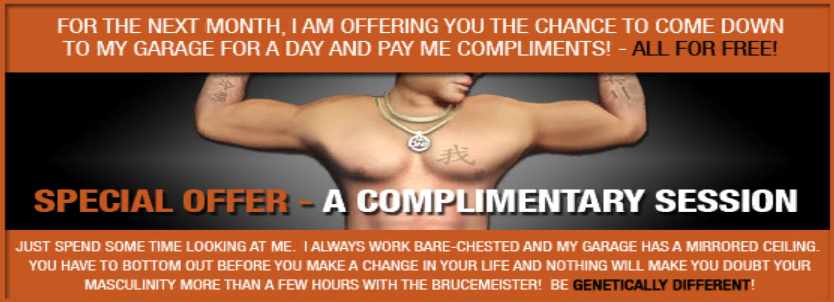 FOR THE NEXT MONTH, I AM OFFERING YOU THE CHANCE TO COME DOWN
TO MY GARAGE FOR A DAY AND PAY ME COMPLIMENTS! - ALL FOR FREE!
我
SPECIAL OFFER - A COMPLIMENTARY SESSION
JUST SPEND SOME TIME LOOKING AT ME. I ALWAYS WORK BARE-CHESTED AND MY GARAGE HAS A MIRRORED CEILING.
YOU HAVE TO BOTTOM OUT BEFORE YOU MAKE A CHANGE IN YOUR LIFE AND NOTHING WILL MAKE YOU DOUBT YOUR
MASCULINITY MORE THAN A FEW HOURS WITH THE BRUCEMEISTER! BE GENETICALLY DIFFERENT!